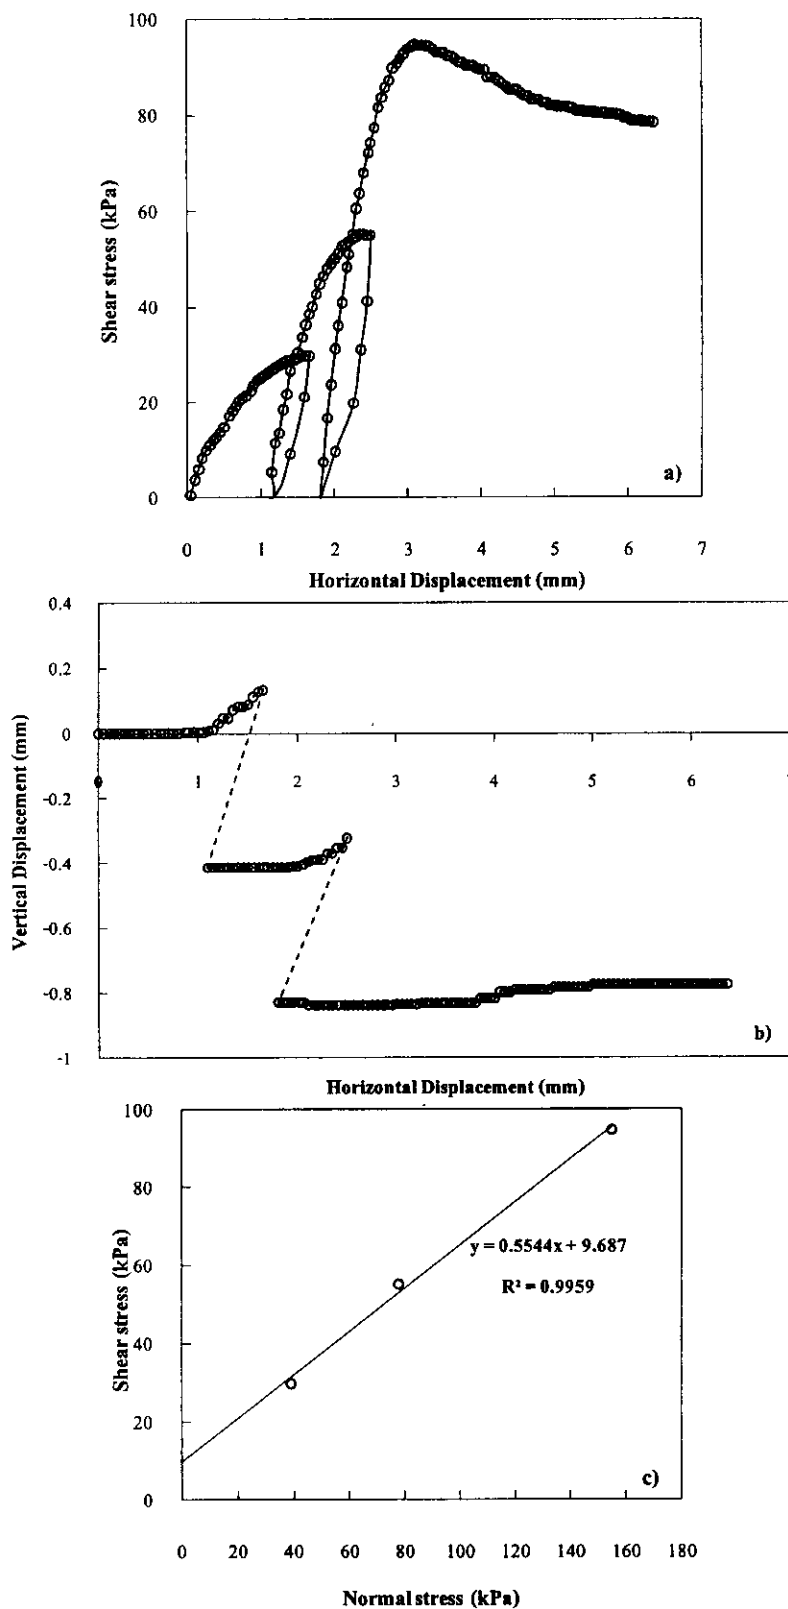 100
80
60
40
20
0
Shear stress (kPa)
a)
0 1 2 3 4 5 6 7
Horizontal Displacement (mm)
0.4
0.2
0
-0.2
-0.4
-0.6
-0.8
-1
Vertical Displacement (mm)
0 1 2 3 4 5 6 7
b)
Horizontal Displacement (mm)
100
80
60
40
20
0
Shear stress (kPa)
y = 0.5544x + 9.687
R² = 0.9959
c)
0 20 40 60 80 100 120 140 160 180
Normal stress (kPa)